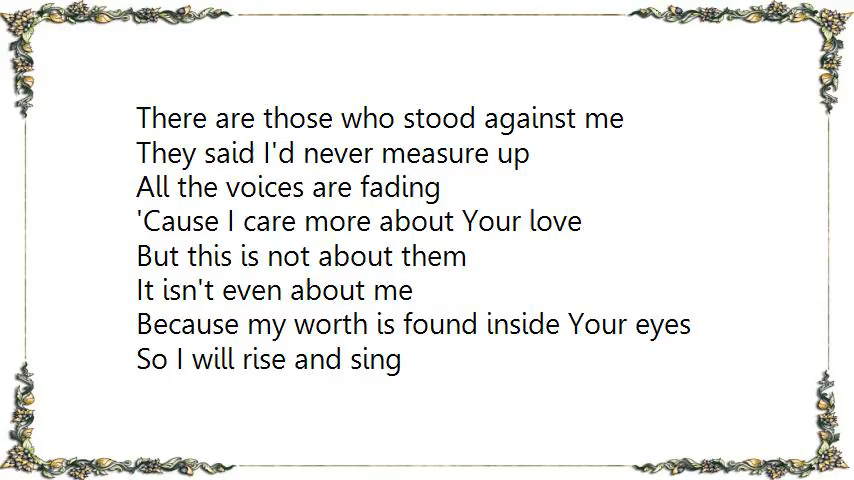 There are those who stood against me
They said I'd never measure up
All the voices are fading
'Cause I care more about Your love
But this is not about them
It isn't even about me
Because my worth is found inside Your eyes
So I will rise and sing